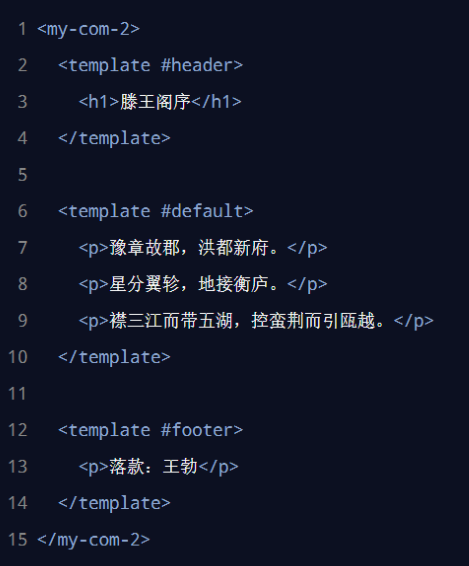 1 <my-com-2>
2   <template #header>
3     <h1>滕王阁序</h1>
4   </template>
5
6   <template #default>
7     <p>豫章故郡，洪都新府。</p>
8     <p>星分翼轸，地接衡庐。</p>
9     <p>襟三江而带五湖，控蛮荆而引瓯越。</p>
10   </template>
11
12   <template #footer>
13     <p>落款：王勃</p>
14   </template>
15 </my-com-2>